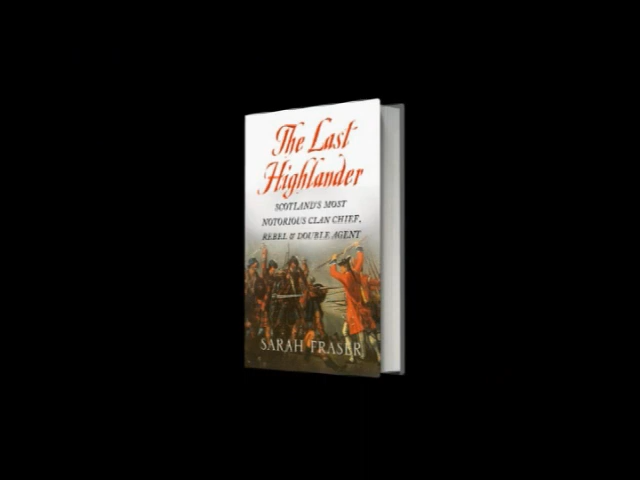 The Last
Highlander
SCOTLAND'S MOST
NOTORIOUS CLAN CHIEF,
REBEL & DOUBLE AGENT
SARAH FRASER